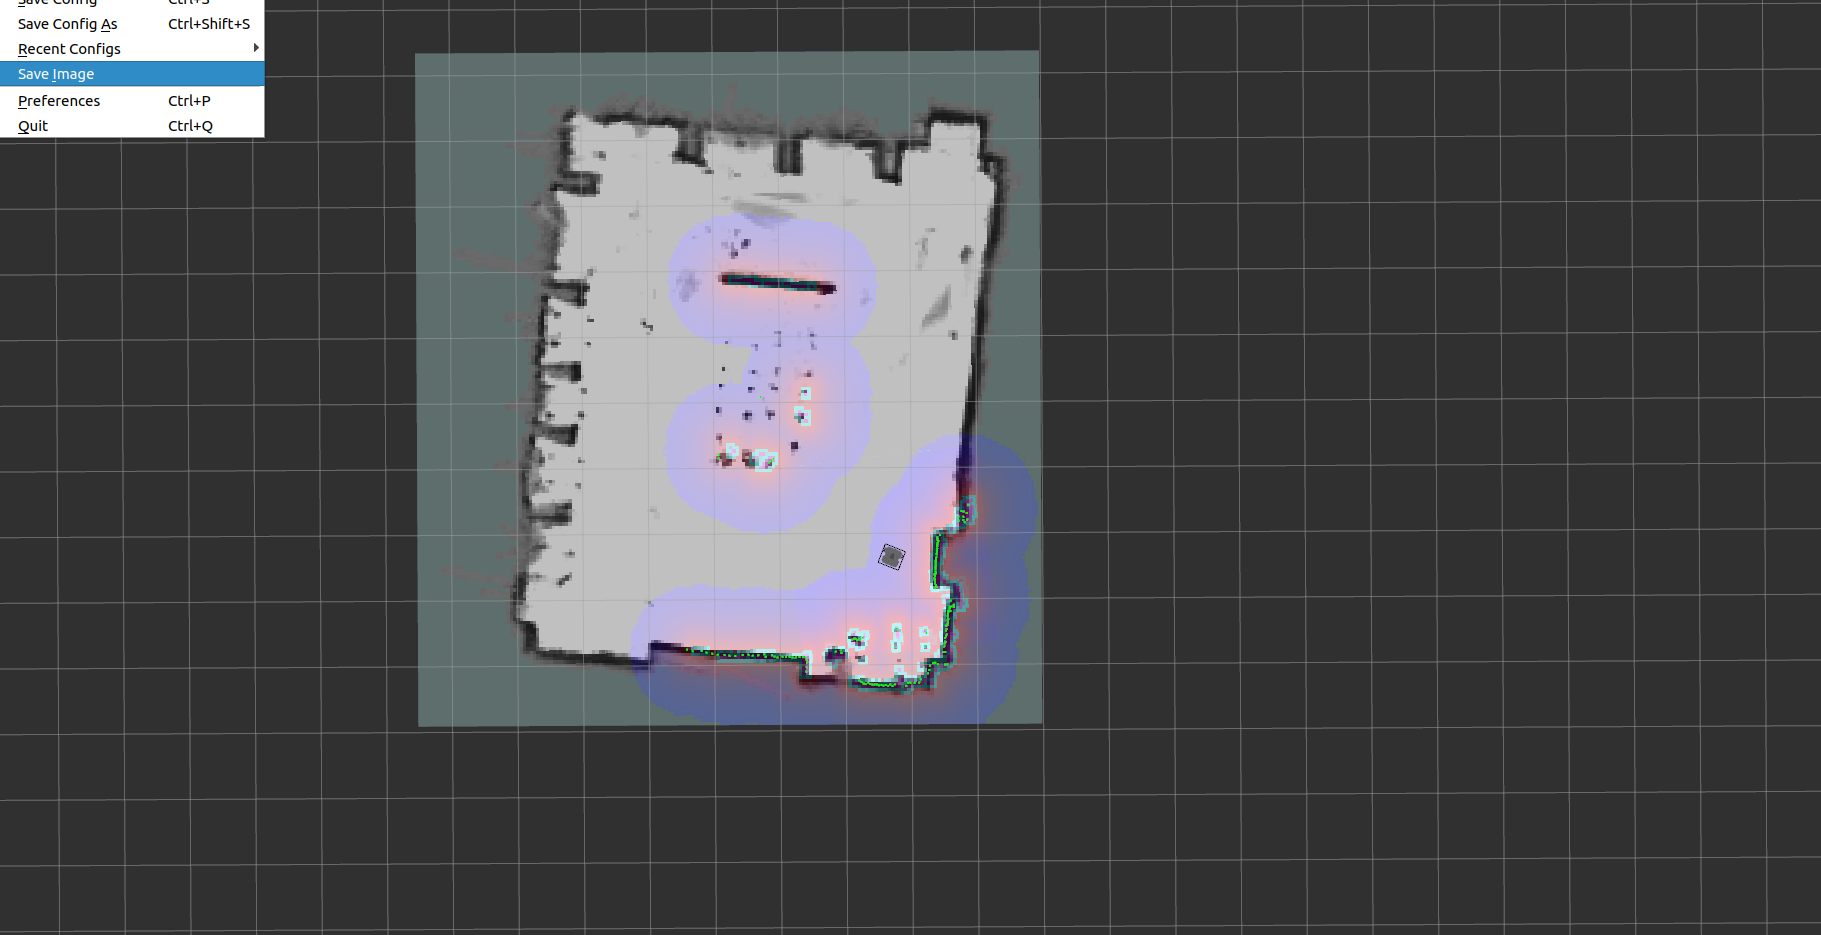 Save Config Ctrl+S
Save Config As Ctrl+Shift+S
Recent Configs
Save Image
Preferences Ctrl+P
Quit Ctrl+Q